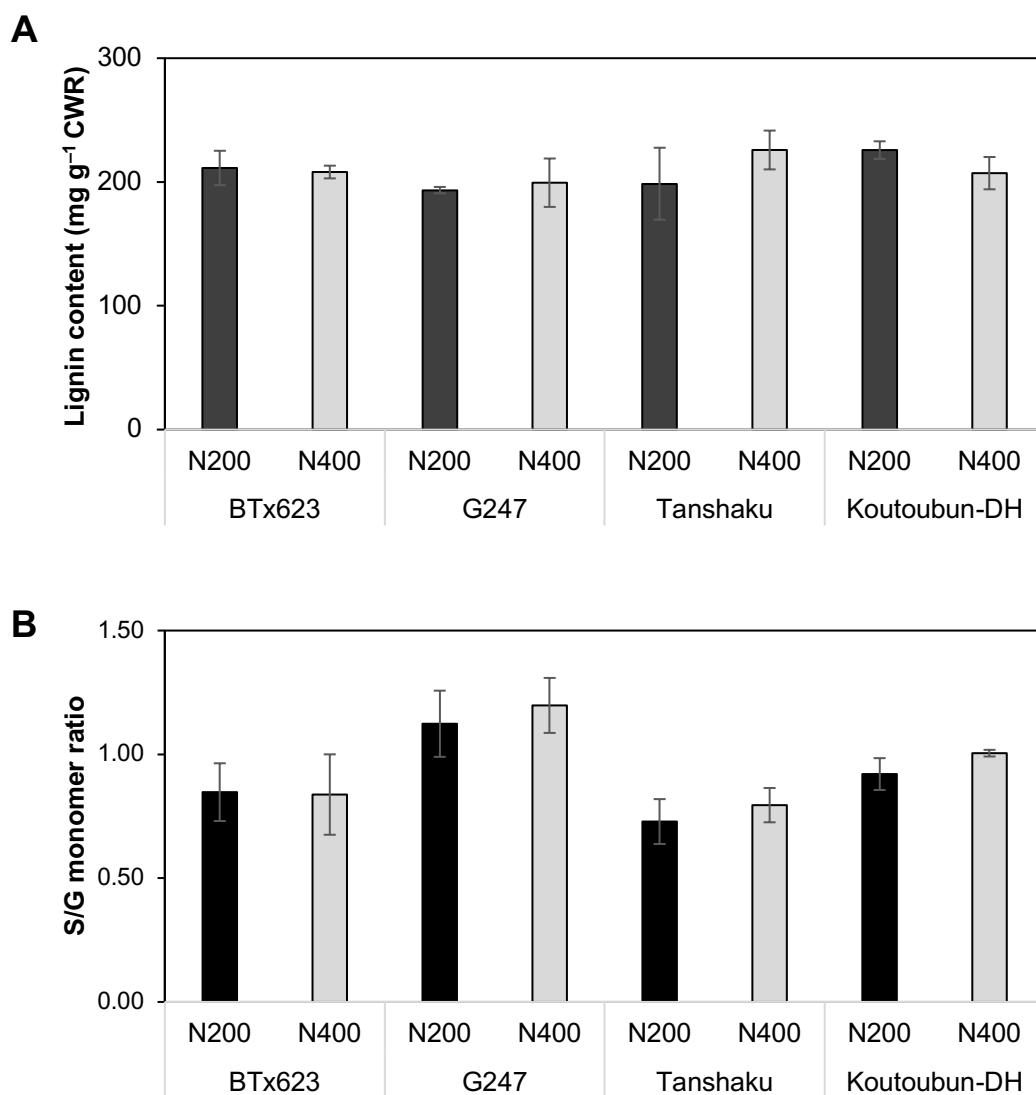 A
Lignin content (mg g⁻¹ CWR)
300
200
100
0
N200 N400 N200 N400 N200 N400 N200 N400
BTx623 G247 Tanshaku Koutoubun-DH
B
S/G monomer ratio
1.50
1.00
0.50
0.00
N200 N400 N200 N400 N200 N400 N200 N400
BTx623 G247 Tanshaku Koutoubun-DH